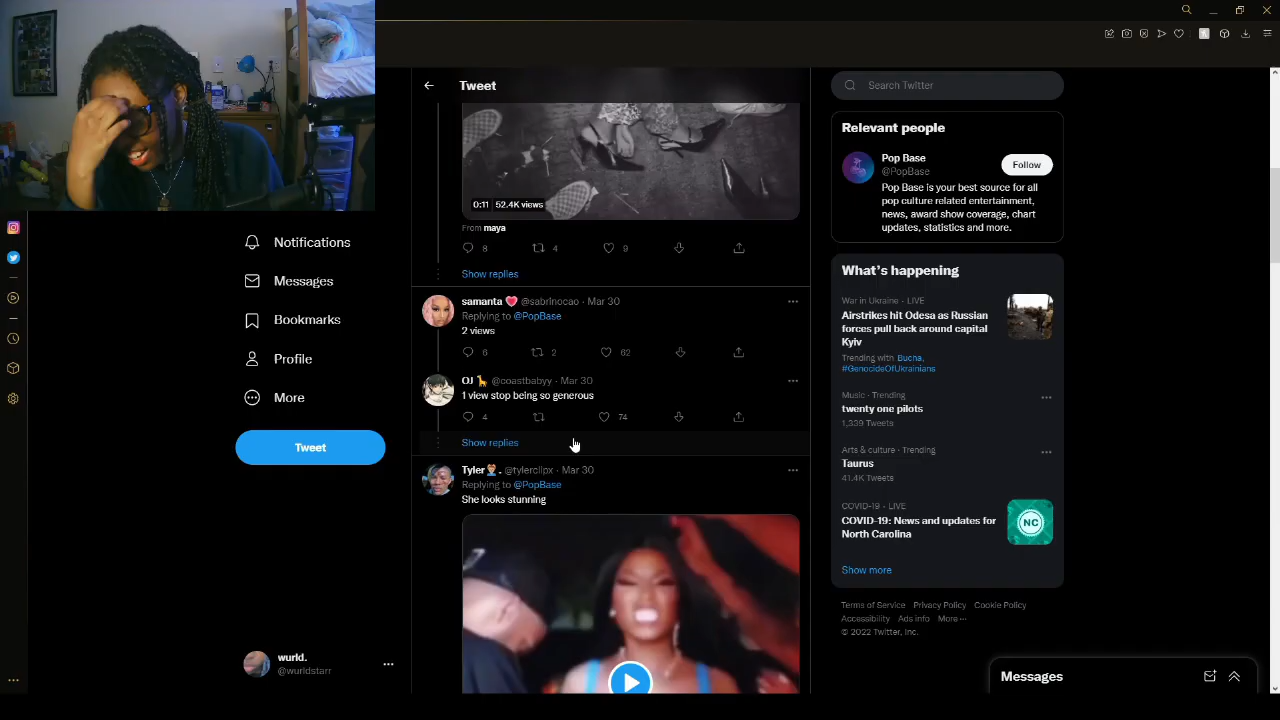 Tweet
Search Twitter
Relevant people
Pop Base
@PopBase
Follow
Pop Base is your best source for all
pop culture related entertainment,
news, award show coverage, chart
updates, statistics and more.
0:11 52.4K views
From maya
8 4 9
Show replies
Notifications
Messages
Bookmarks
Profile
More
Tweet
samanta @sabrinocao · Mar 30
Replying to @PopBase
2 views
6 2 62
OJ @coastbabyy · Mar 30
1 view stop being so generous
4 74
Show replies
Tyler . @tylerclipx · Mar 30
Replying to @PopBase
She looks stunning
What's happening
War in Ukraine · LIVE
Airstrikes hit Odesa as Russian
forces pull back around capital
Kyiv
Trending with Bucha,
#GenocideOfUkrainians
Music · Trending
twenty one pilots
1,339 Tweets
Arts & culture · Trending
Taurus
41.4K Tweets
COVID-19 · LIVE
COVID-19: News and updates for
North Carolina
NC
Show more
Terms of Service Privacy Policy Cookie Policy
Accessibility Ads info More ···
© 2022 Twitter, Inc.
wurld.
@wurldstarr
Messages